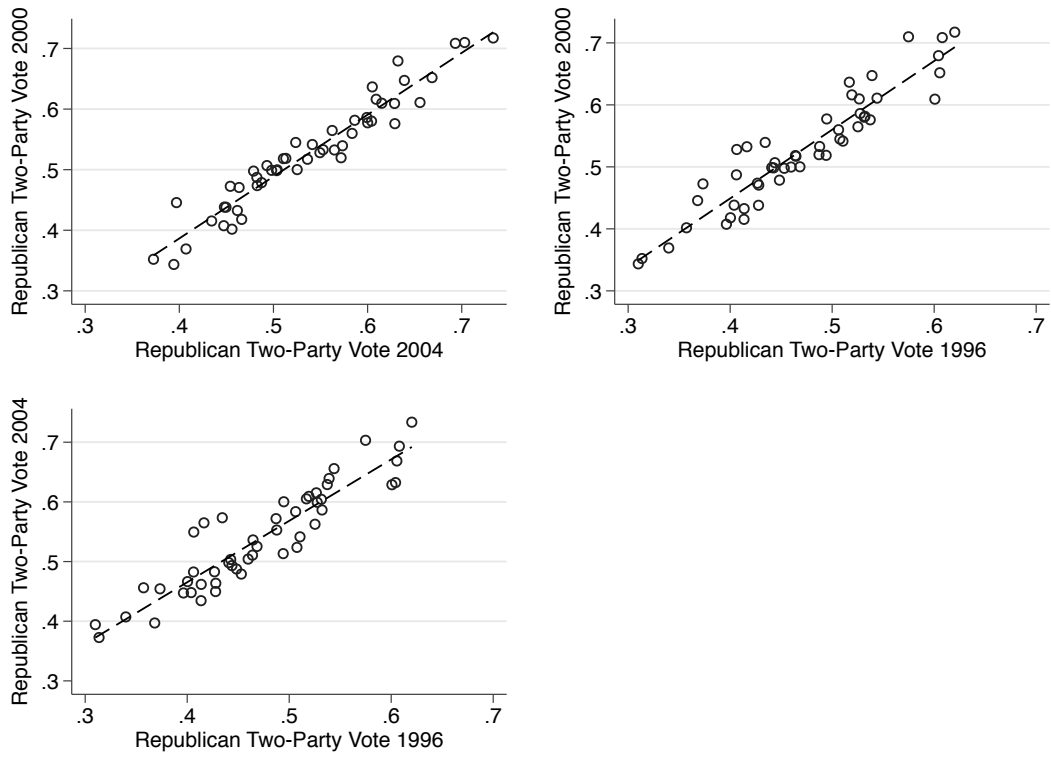 Republican Two-Party Vote 2000
.7
.6
.5
.4
.3
.3 .4 .5 .6 .7
Republican Two-Party Vote 2004
Republican Two-Party Vote 2000
.7
.6
.5
.4
.3
.3 .4 .5 .6 .7
Republican Two-Party Vote 1996
Republican Two-Party Vote 2004
.7
.6
.5
.4
.3
.3 .4 .5 .6 .7
Republican Two-Party Vote 1996